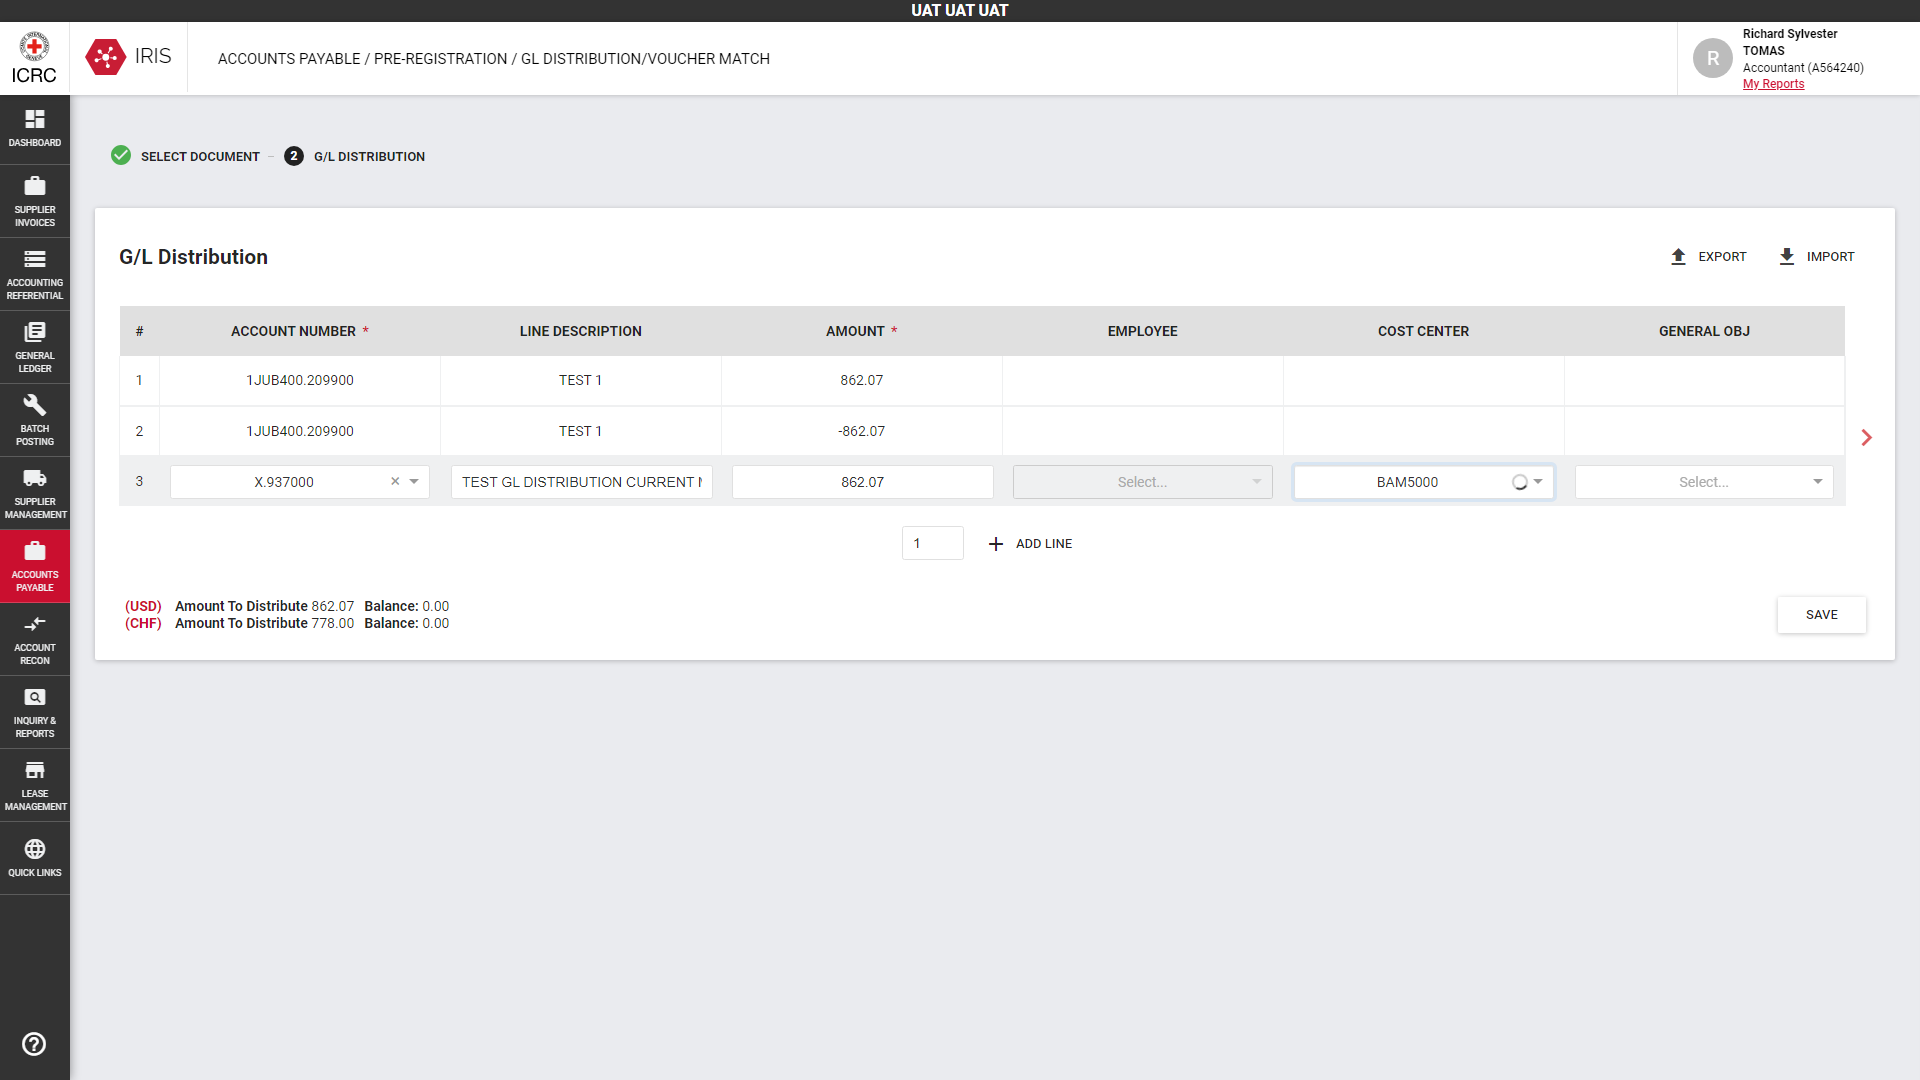 UAT UAT UAT
ICRC
IRIS
ACCOUNTS PAYABLE / PRE-REGISTRATION / GL DISTRIBUTION/VOUCHER MATCH
R
Richard Sylvester
TOMAS
Accountant (A564240)
My Reports
DASHBOARD
SUPPLIER
INVOICES
ACCOUNTING
REFERENTIAL
GENERAL
LEDGER
BATCH
POSTING
SUPPLIER
MANAGEMENT
ACCOUNTS
PAYABLE
ACCOUNT
RECON
INQUIRY &
REPORTS
LEASE
MANAGEMENT
QUICK LINKS
SELECT DOCUMENT
2 G/L DISTRIBUTION
G/L Distribution
EXPORT
IMPORT
# ACCOUNT NUMBER * LINE DESCRIPTION AMOUNT * EMPLOYEE COST CENTER GENERAL OBJ
1 1JUB400.209900 TEST 1 862.07
2 1JUB400.209900 TEST 1 -862.07
3 X.937000 × TEST GL DISTRIBUTION CURRENT 862.07 Select... BAM5000 Select...
1 + ADD LINE
(USD) Amount To Distribute 862.07 Balance: 0.00
(CHF) Amount To Distribute 778.00 Balance: 0.00
SAVE